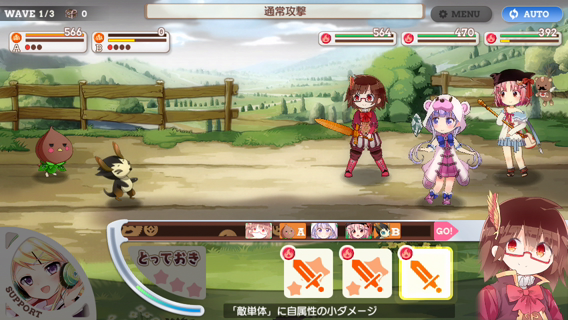 WAVE 1/3 0
通常攻撃
MENU
AUTO
566
A
0
B
564
470
392
A
B
GO!
とっておき
SUPPORT
「敵単体」に自属性の小ダメージ